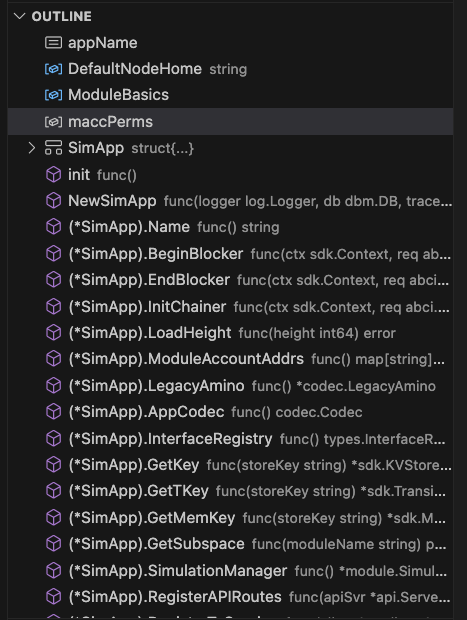 OUTLINE
appName
DefaultNodeHome string
ModuleBasics
maccPerms
SimApp struct{...}
init func()
NewSimApp func(logger log.Logger, db dbm.DB, trace...
(*SimApp).Name func() string
(*SimApp).BeginBlocker func(ctx sdk.Context, req ab...
(*SimApp).EndBlocker func(ctx sdk.Context, req abci....
(*SimApp).InitChainer func(ctx sdk.Context, req abci....
(*SimApp).LoadHeight func(height int64) error
(*SimApp).ModuleAccountAddrs func() map[string]...
(*SimApp).LegacyAmino func() *codec.LegacyAmino
(*SimApp).AppCodec func() codec.Codec
(*SimApp).InterfaceRegistry func() types.InterfaceR...
(*SimApp).GetKey func(storeKey string) *sdk.KVStore...
(*SimApp).GetTKey func(storeKey string) *sdk.Transi...
(*SimApp).GetMemKey func(storeKey string) *sdk.M...
(*SimApp).GetSubspace func(moduleName string) p...
(*SimApp).SimulationManager func() *module.Simul...
(*SimApp).RegisterAPIRoutes func(apiSvr *api.Serve...